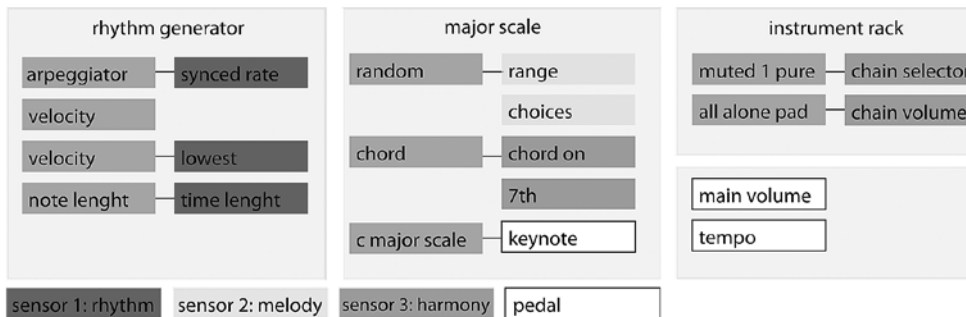 rhythm generator
arpeggiator
synced rate
velocity
velocity
lowest
note lenght
time lenght
major scale
random
range
choices
chord
chord on
7th
c major scale
keynote
instrument rack
muted 1 pure
chain selector
all alone pad
chain volume
main volume
tempo
sensor 1: rhythm
sensor 2: melody
sensor 3: harmony
pedal